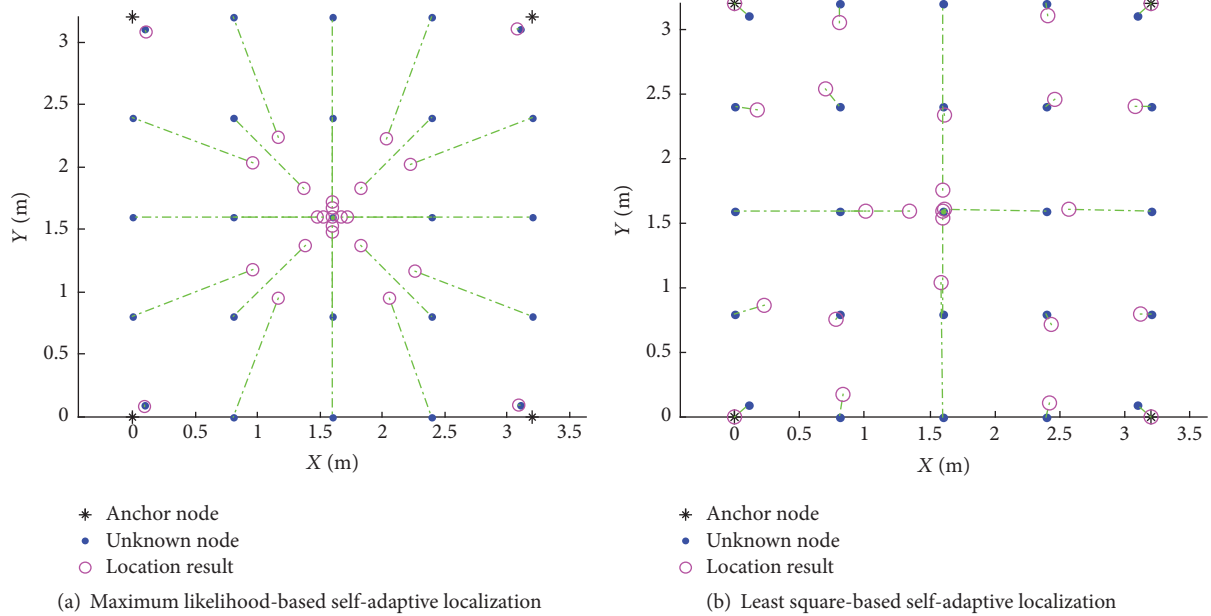 3
2.5
2
1.5
1
0.5
0
Y (m)
0 0.5 1 1.5 2 2.5 3 3.5
X (m)
Anchor node
Unknown node
Location result
(a) Maximum likelihood-based self-adaptive localization
3
2.5
2
1.5
1
0.5
0
Y (m)
0 0.5 1 1.5 2 2.5 3 3.5
X (m)
Anchor node
Unknown node
Location result
(b) Least square-based self-adaptive localization